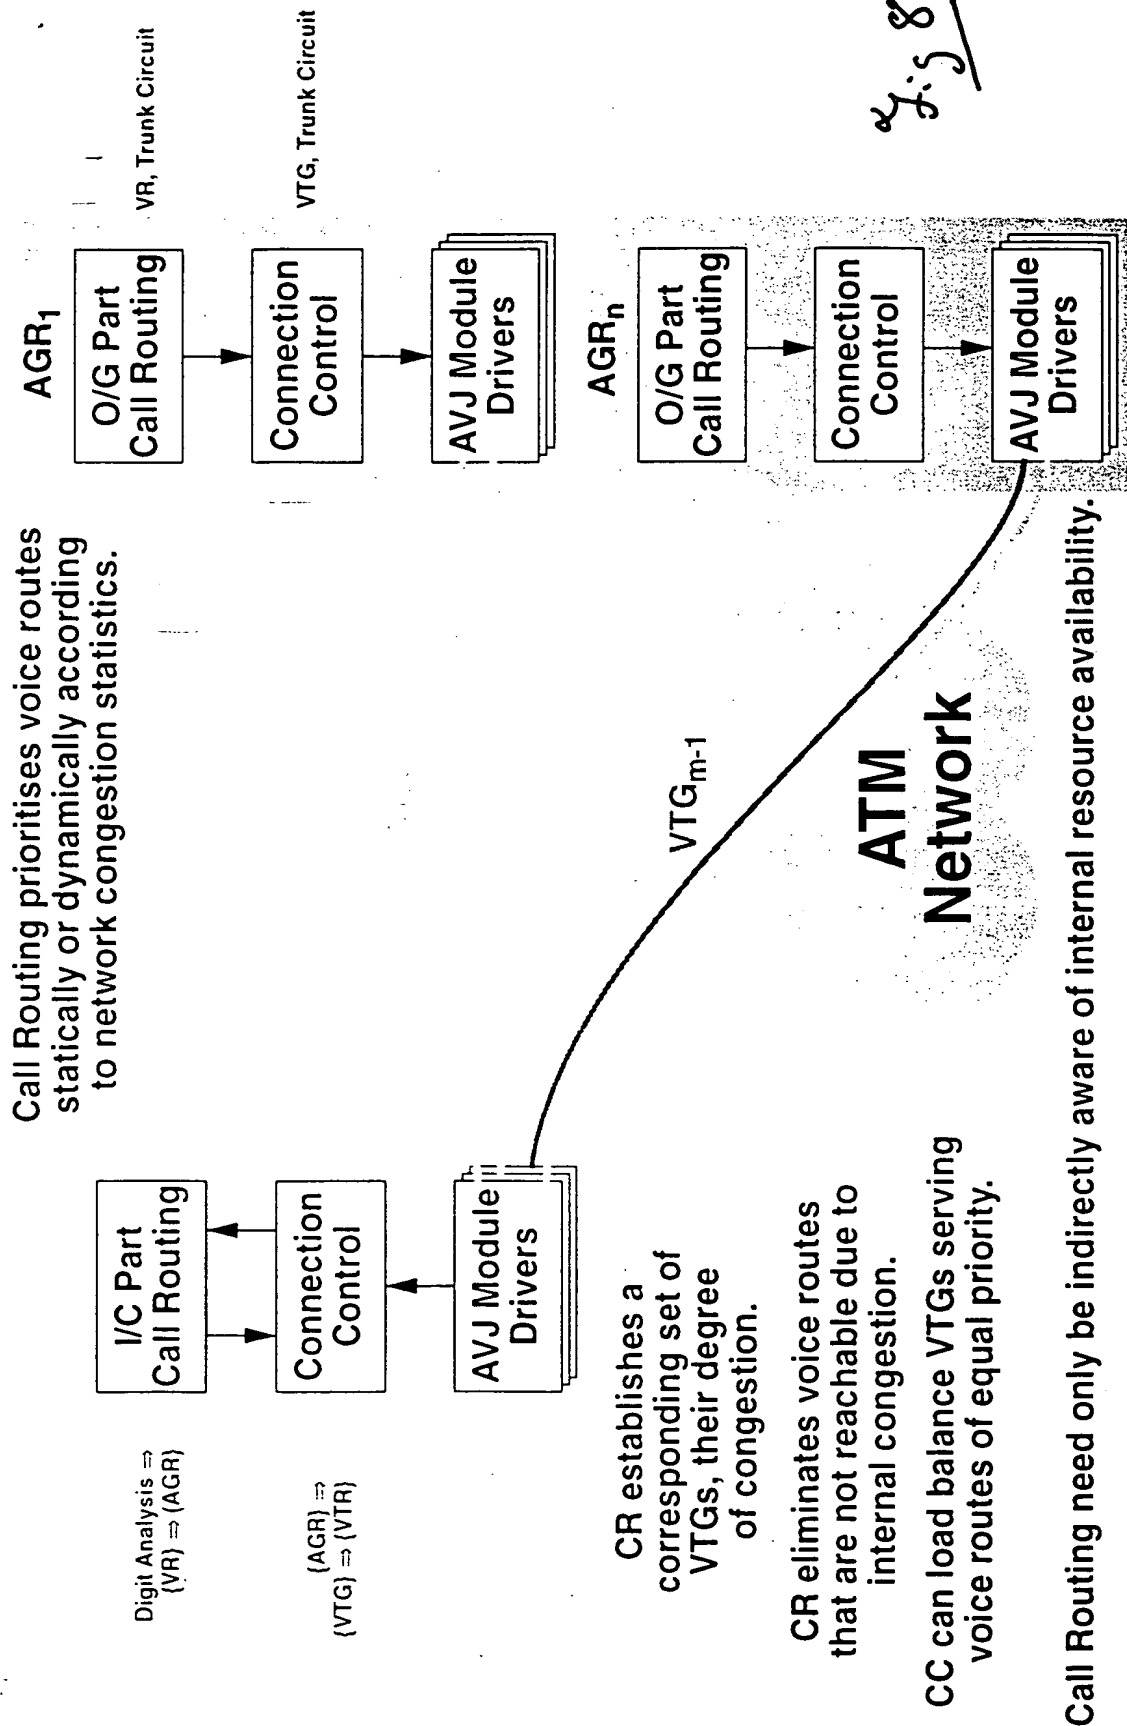 Call Routing prioritises voice routes
statically or dynamically according
to network congestion statistics.
Digit Analysis ⇒
{VR} ⇒ {AGR}
I/C Part
Call Routing
{AGR} ⇒
{VTG} ⇒ {VTR}
Connection
Control
AVJ Module
Drivers
AGR1
O/G Part
Call Routing
VR, Trunk Circuit
Connection
Control
VTG, Trunk Circuit
AVJ Module
Drivers
AGRn
O/G Part
Call Routing
Connection
Control
AVJ Module
Drivers
VTGm-1
ATM
Network
CR establishes a
corresponding set of
VTGs, their degree
of congestion.
CR eliminates voice routes
that are not reachable due to
internal congestion.
CC can load balance VTGs serving
voice routes of equal priority.
Call Routing need only be indirectly aware of internal resource availability.
Fig 8